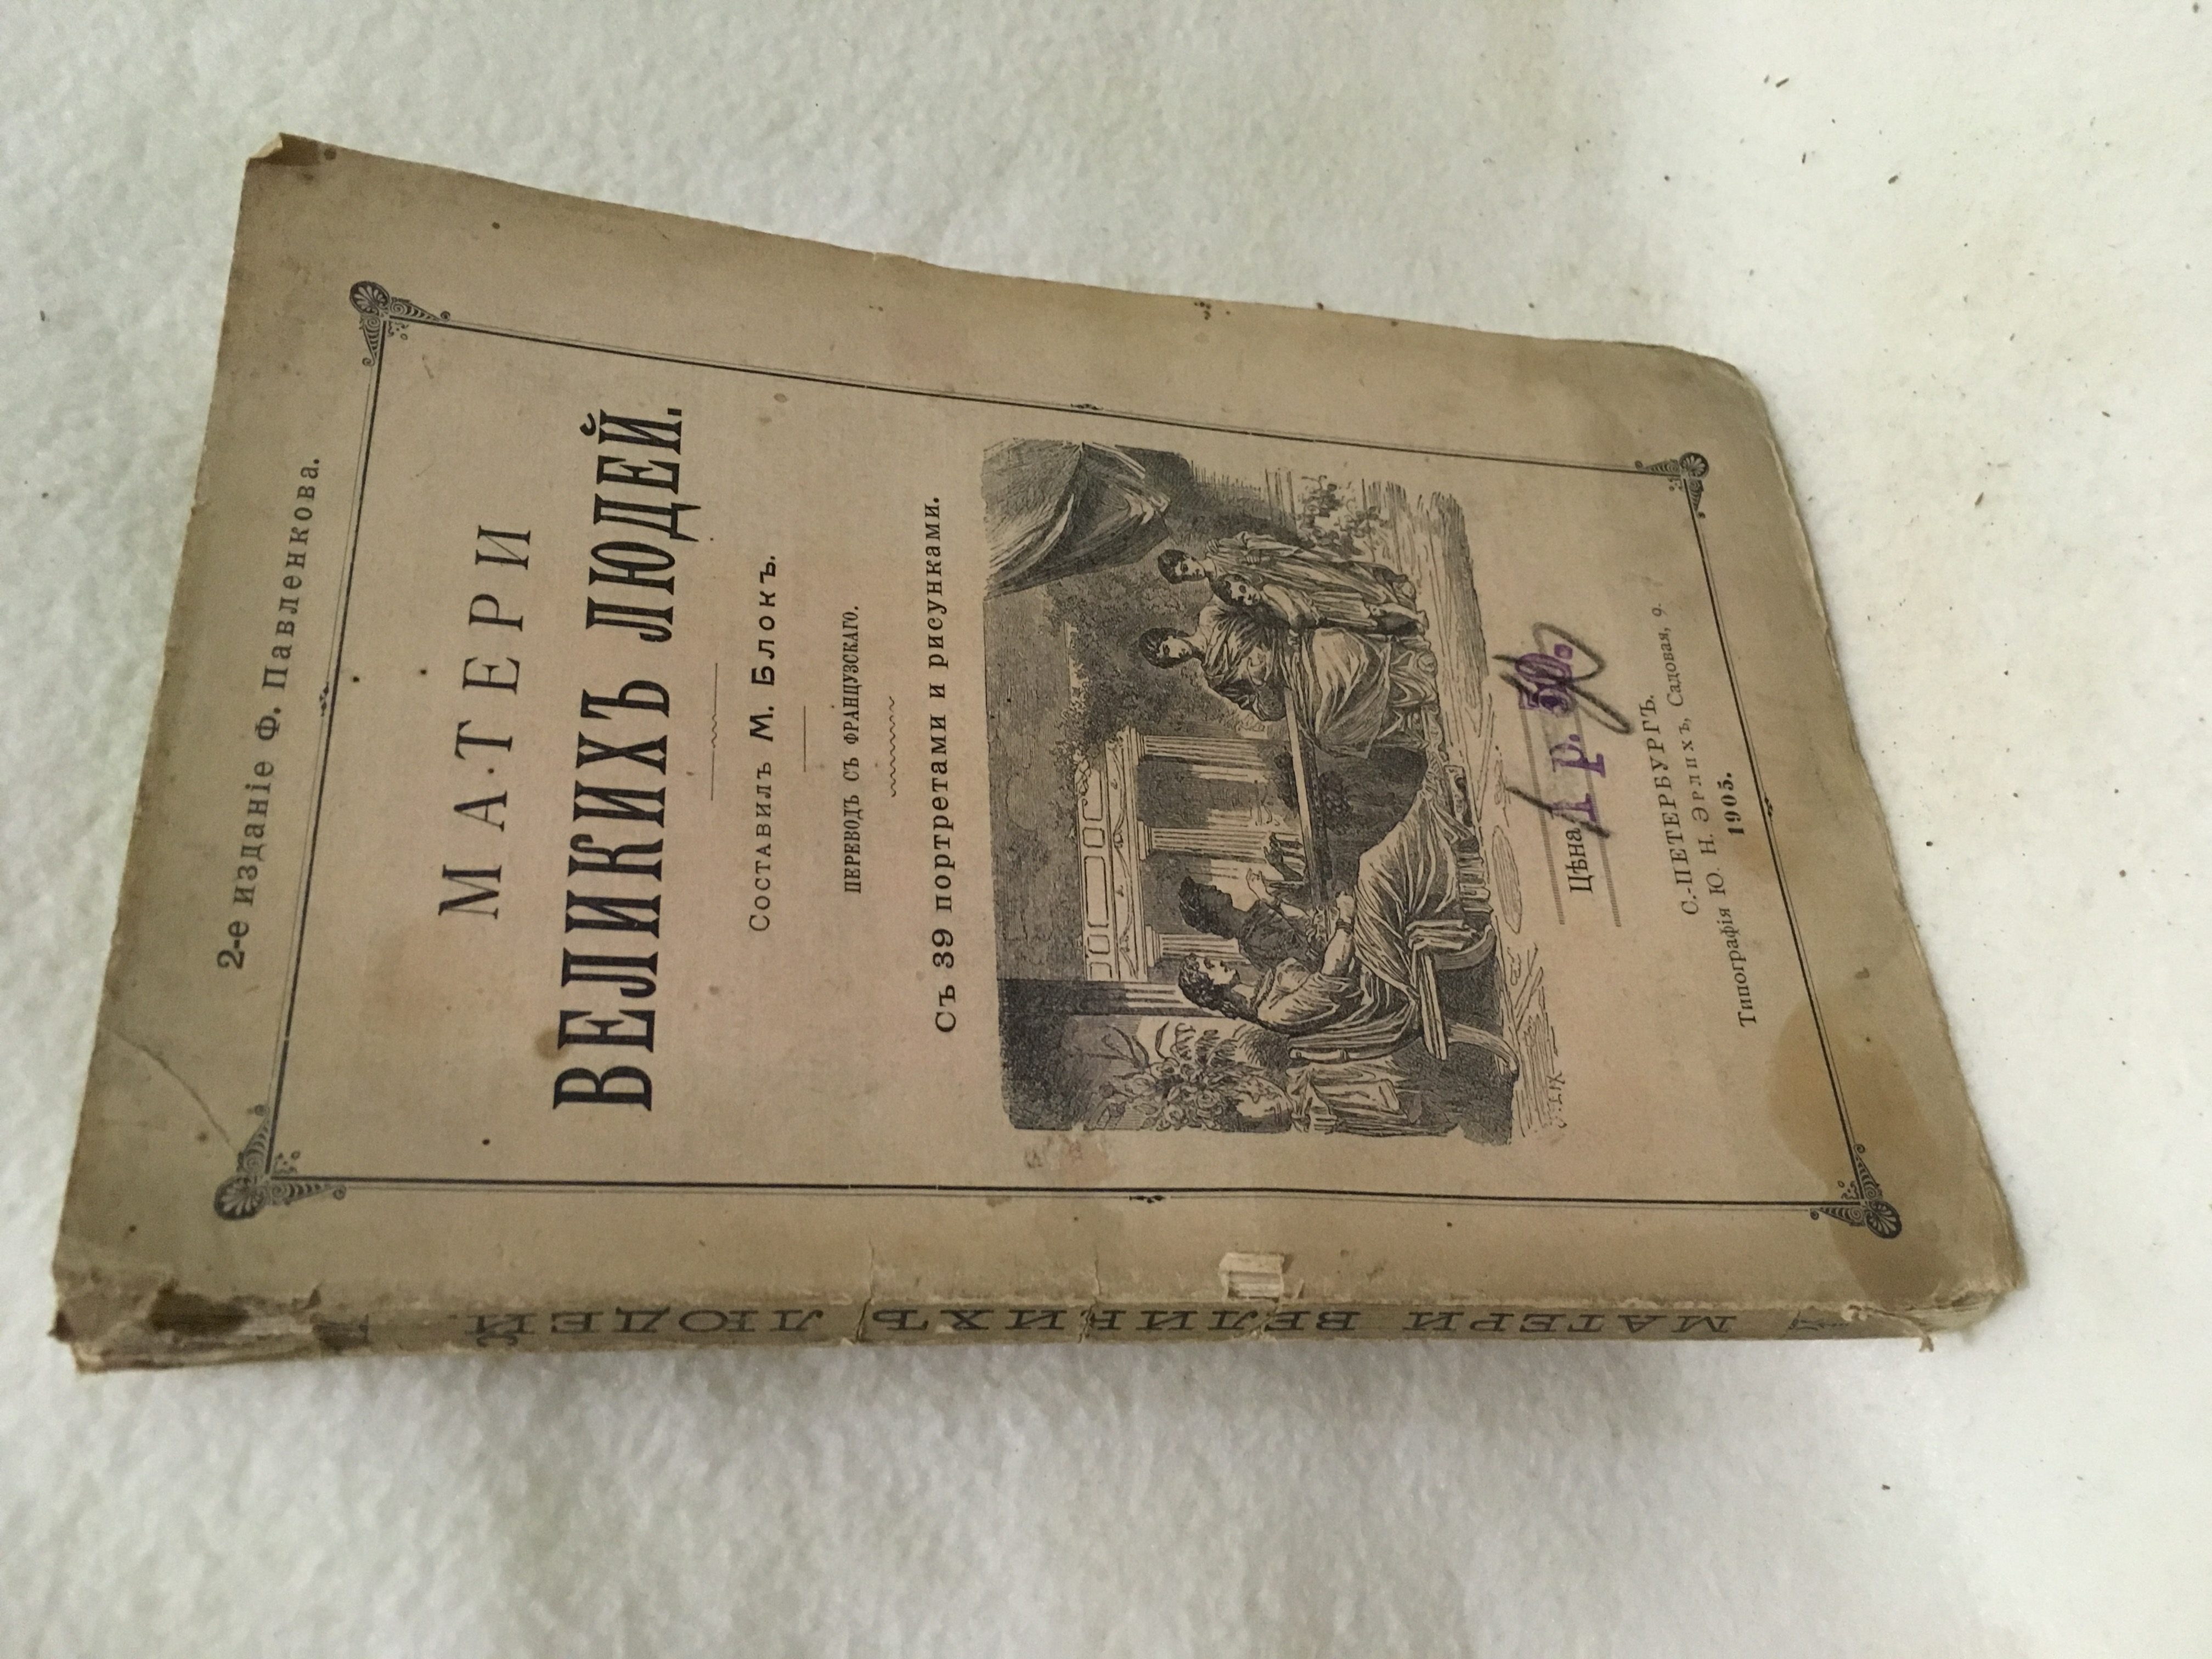 2-е изданіе Ф. Павленкова.
МАТЕРИ
ВЕЛИКИХЪ ЛЮДЕЙ.
Составилъ М. Блокъ.
ПЕРЕВОДЪ СЪ ФРАНЦУЗСКАГО.
Съ 39 портретами и рисунками.
Цѣна 1 р. 50.
С.-ПЕТЕРБУРГЪ.
Типографія Ю. Н. Эрлихъ, Садовая, 9.
1905.
МАТЕРИ ВЕЛИКИХЪ ЛЮДЕЙ.